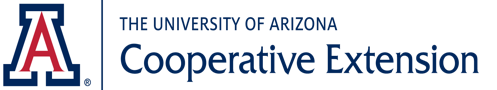 A®
THE UNIVERSITY OF ARIZONA
Cooperative Extension